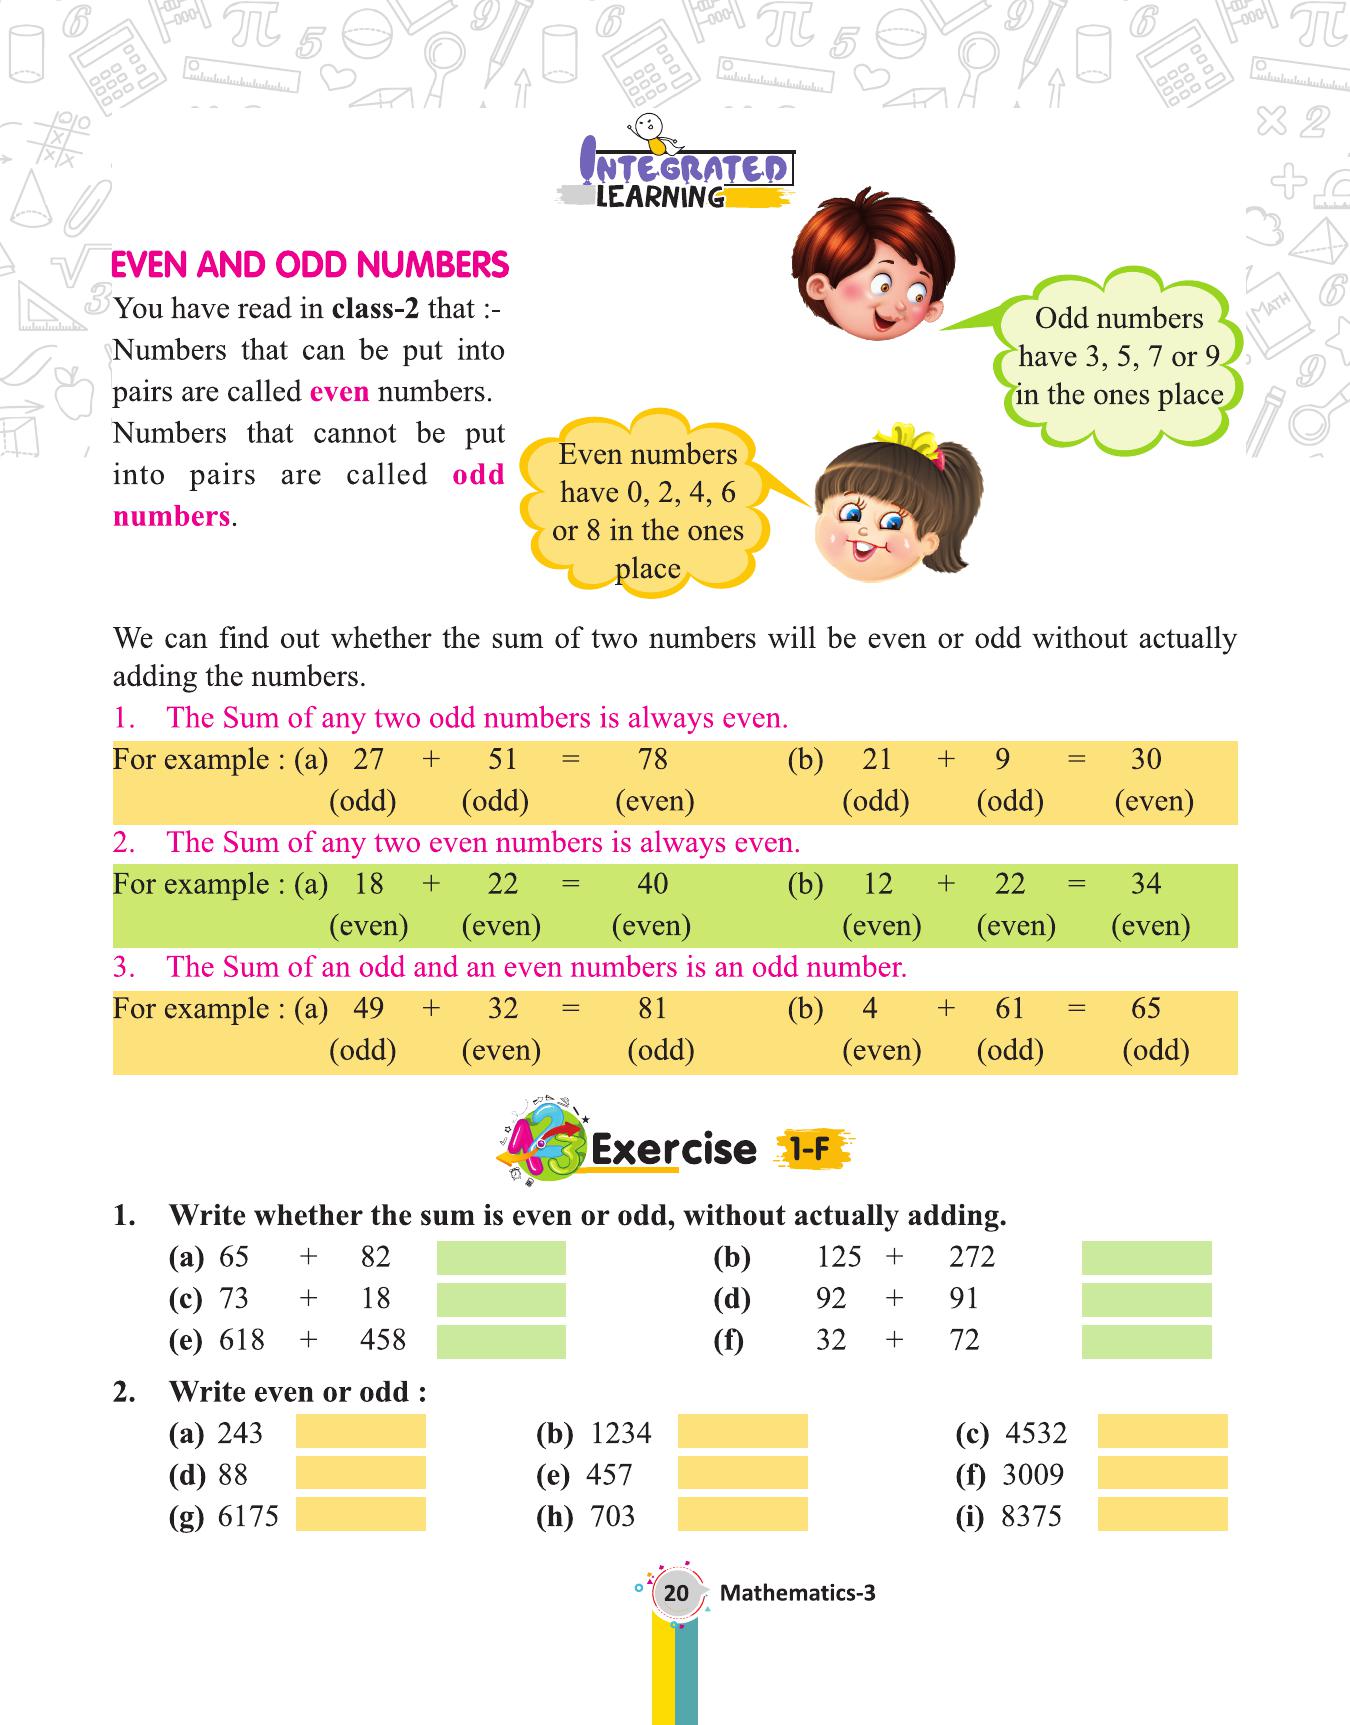 INTEGRATED
LEARNING
EVEN AND ODD NUMBERS
You have read in class-2 that :-
Numbers that can be put into
pairs are called even numbers.
Numbers that cannot be put
into pairs are called odd
numbers.
Odd numbers
have 3, 5, 7 or 9
in the ones place
Even numbers
have 0, 2, 4, 6
or 8 in the ones
place
We can find out whether the sum of two numbers will be even or odd without actually
adding the numbers.
1. The Sum of any two odd numbers is always even.
For example : (a) 27 + 51 = 78 (b) 21 + 9 = 30
(odd) (odd) (even) (odd) (odd) (even)
2. The Sum of any two even numbers is always even.
For example : (a) 18 + 22 = 40 (b) 12 + 22 = 34
(even) (even) (even) (even) (even) (even)
3. The Sum of an odd and an even numbers is an odd number.
For example : (a) 49 + 32 = 81 (b) 4 + 61 = 65
(odd) (even) (odd) (even) (odd) (odd)
Exercise 1-F
1. Write whether the sum is even or odd, without actually adding.
(a) 65 + 82 (b) 125 + 272
(c) 73 + 18 (d) 92 + 91
(e) 618 + 458 (f) 32 + 72
2. Write even or odd :
(a) 243 (b) 1234 (c) 4532
(d) 88 (e) 457 (f) 3009
(g) 6175 (h) 703 (i) 8375
20 Mathematics-3